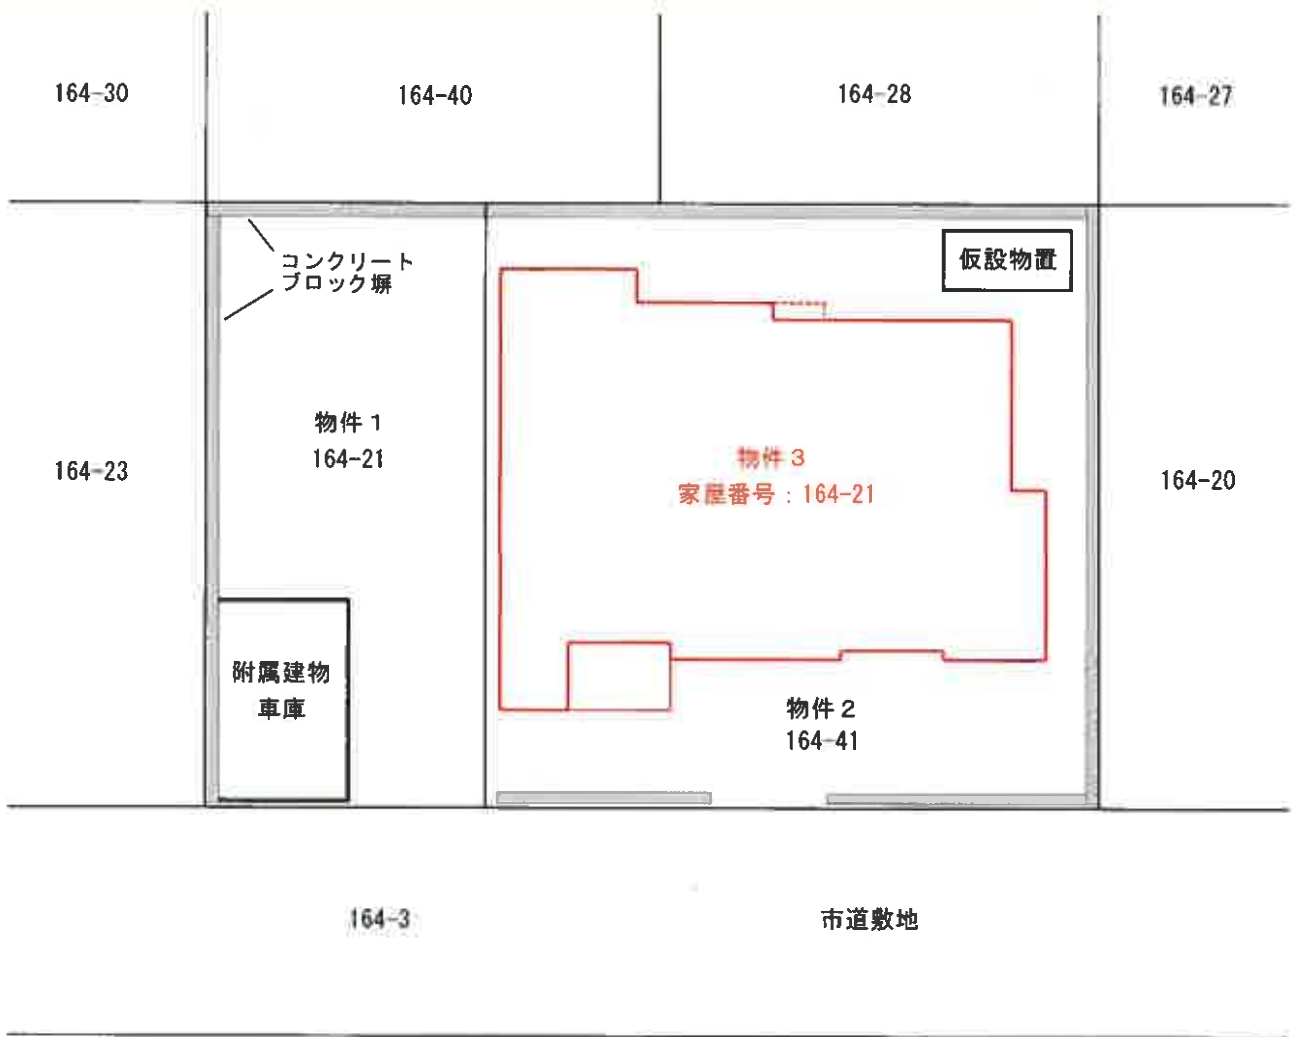 164-30
164-40
164-28
164-27
コンクリート
ブロック塀
仮設物置
物件1
164-21
164-23
物件3
家屋番号：164-21
164-20
附属建物
車庫
物件2
164-41
164-3
市道敷地